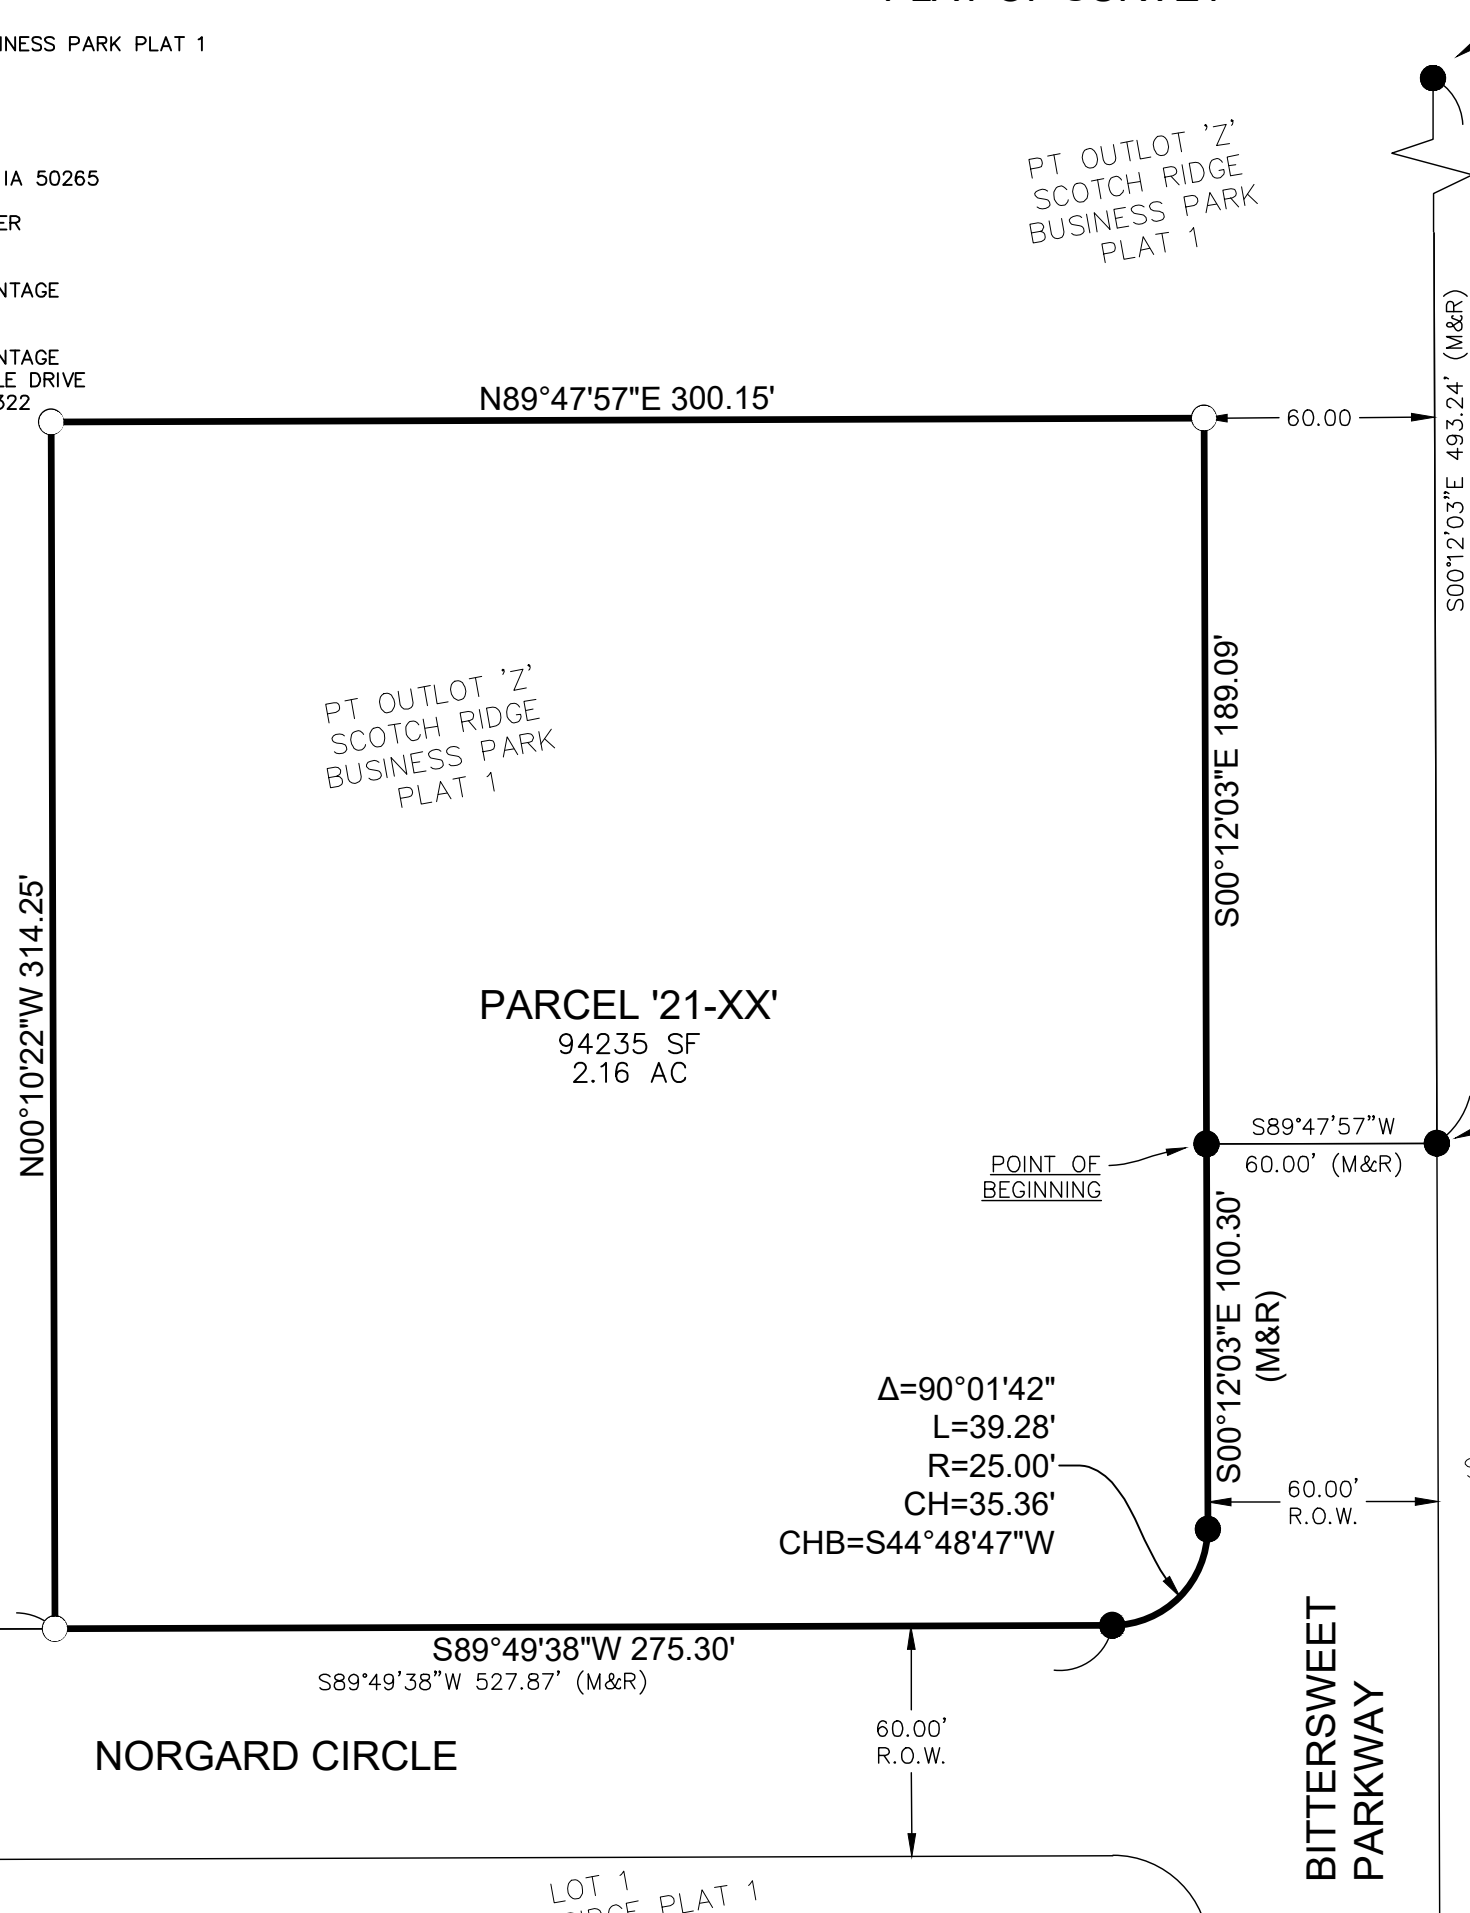 INESS PARK PLAT 1
IA 50265
ER
NTAGE
NTAGE
LE DRIVE
322
PT OUTLOT 'Z'
SCOTCH RIDGE
BUSINESS PARK
PLAT 1
S00°12'03"E 493.24' (M&R)
N89°47'57"E 300.15'
60.00
PT OUTLOT 'Z'
SCOTCH RIDGE
BUSINESS PARK
PLAT 1
S00°12'03"E 189.09'
N00°10'22"W 314.25'
PARCEL '21-XX'
94235 SF
2.16 AC
S89°47'57"W
60.00' (M&R)
POINT OF
BEGINNING
S00°12'03"E 100.30'
(M&R)
Δ=90°01'42"
L=39.28'
R=25.00'
CH=35.36'
CHB=S44°48'47"W
60.00'
R.O.W.
S89°49'38"W 275.30'
S89°49'38"W 527.87' (M&R)
60.00'
R.O.W.
NORGARD CIRCLE
BITTERSWEET
PARKWAY
LOT 1
PLAT 1